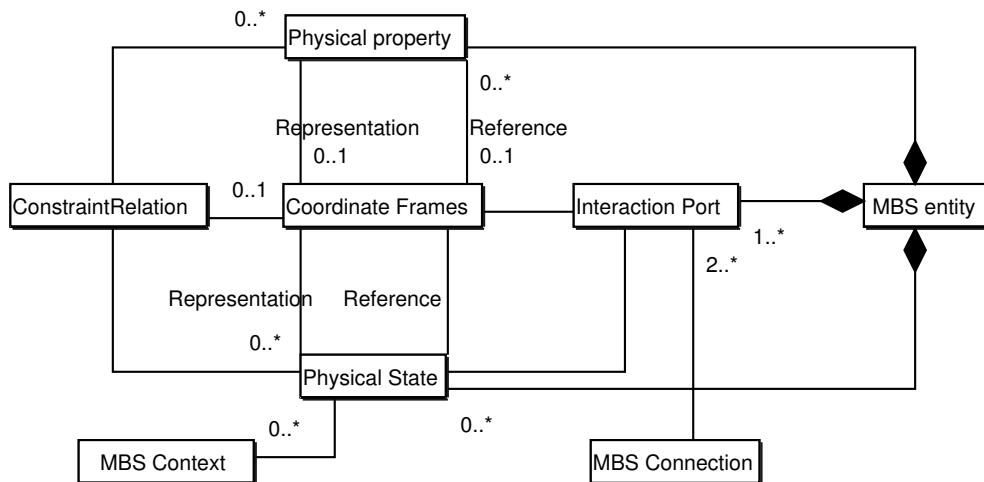 0..*
Physical property
0..*
Representation
Reference
0..1
0..1
0..1
ConstraintRelation
Coordinate Frames
Interaction Port
MBS entity
1..*
2..*
Representation
Reference
0..*
Physical State
0..*
0..*
MBS Context
MBS Connection